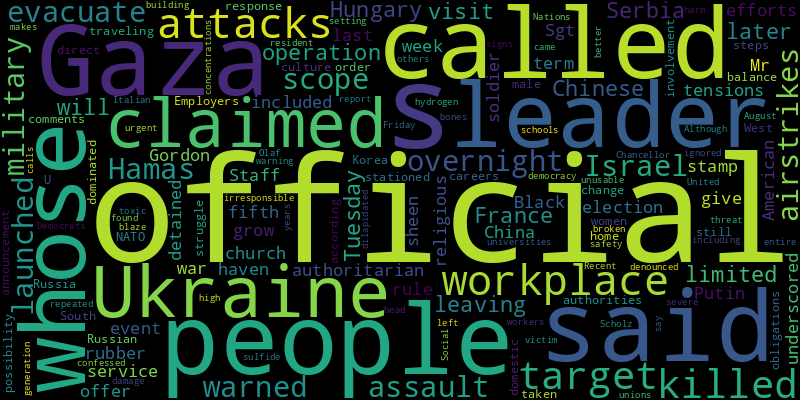 makes building response setting Hungary visit Nations Serbia harm efforts
evacuate attacks called later
traveling last others came signs better steps
Gaza concentrations week Sgt involvement Mr
direct culture order operation term male balance
resident scope soldier Chinese tensions
military will Italian Employers included hydrogen report
comments claimed s leader August
urgent Friday bones schools Although West American airstrikes
whose Hamas Gordon overnight Israel Chancellor ignored
calls dominated Olaf warning Korea careers unusable stamp
U Staff stationed democracy change United
launched official irresponsible Black election give
toxic detained fifth years Tuesday sheen religious France women threat
found struggle grow according dilapidated China broken still
Democrats NATO blaze church universities home safety including entire
announcement Russia war haven authoritarian Recent denounced
Ukraine workplace limited
repeated high rule leaving authorities Putin underscored
South head workers severe
possibility event people said obligations
Russian left Social Scholz say
rubber sulfide domestic victim
confessed service warned assault target killed
generation offer damage taken unions